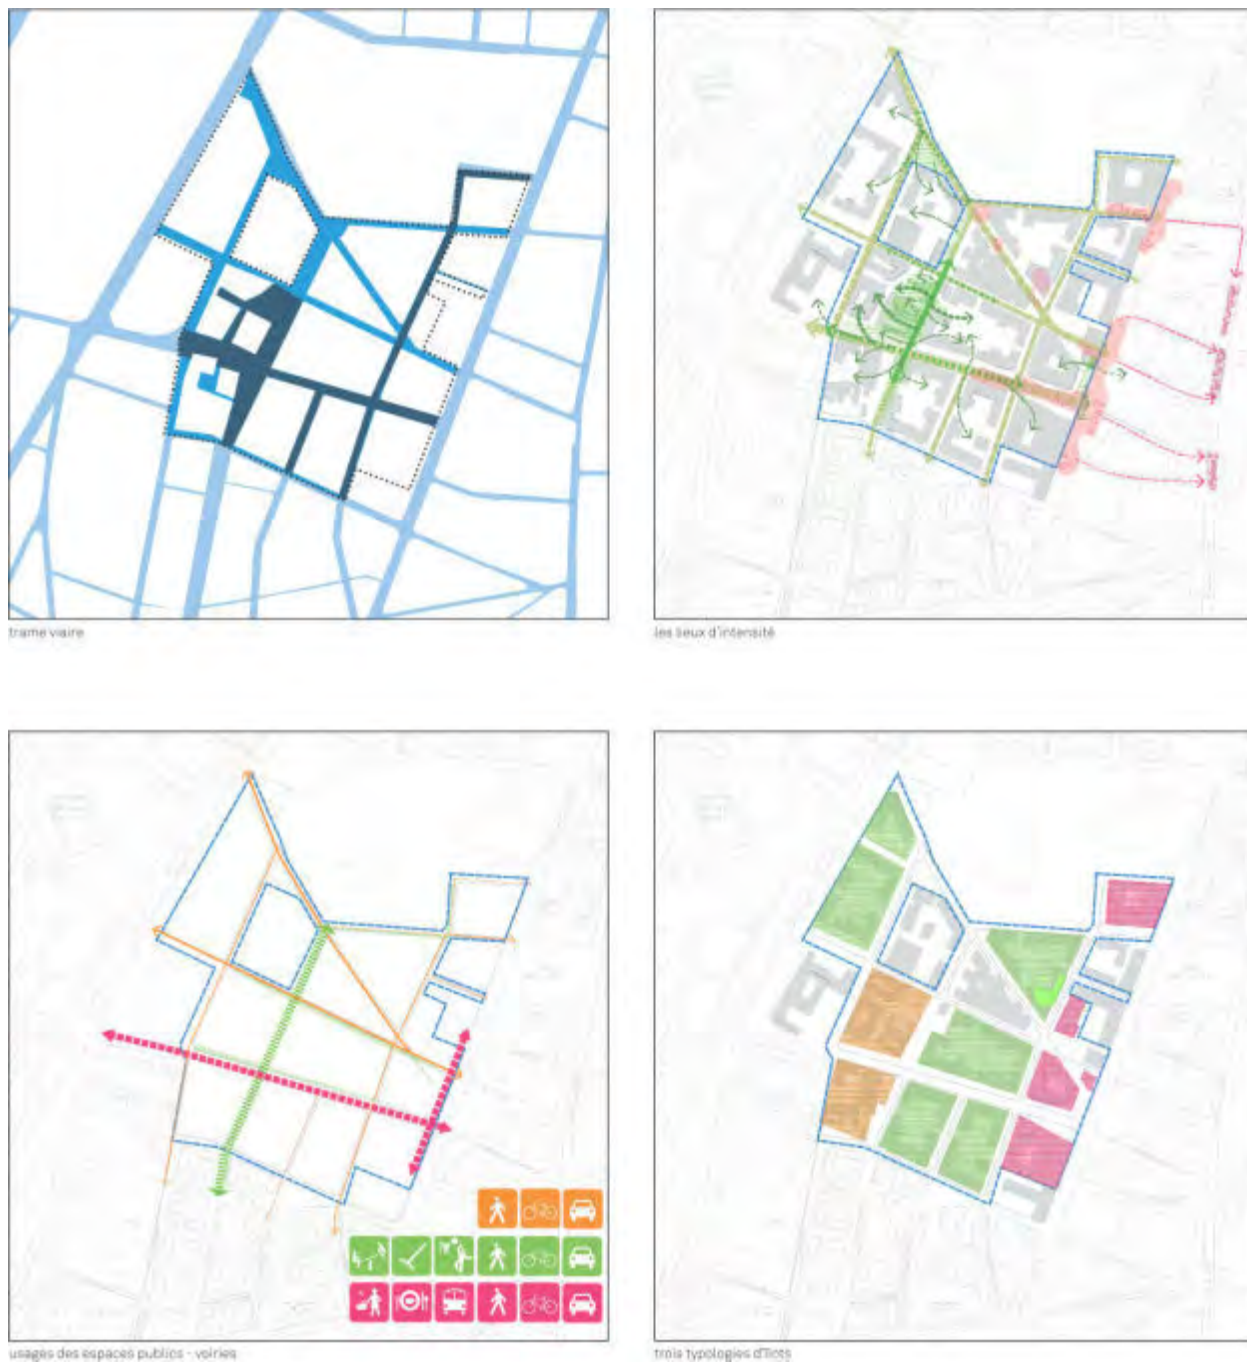 trame viaire
les lieux d'intensité
usages des espaces publics - voiries
trois typologies d'îlots